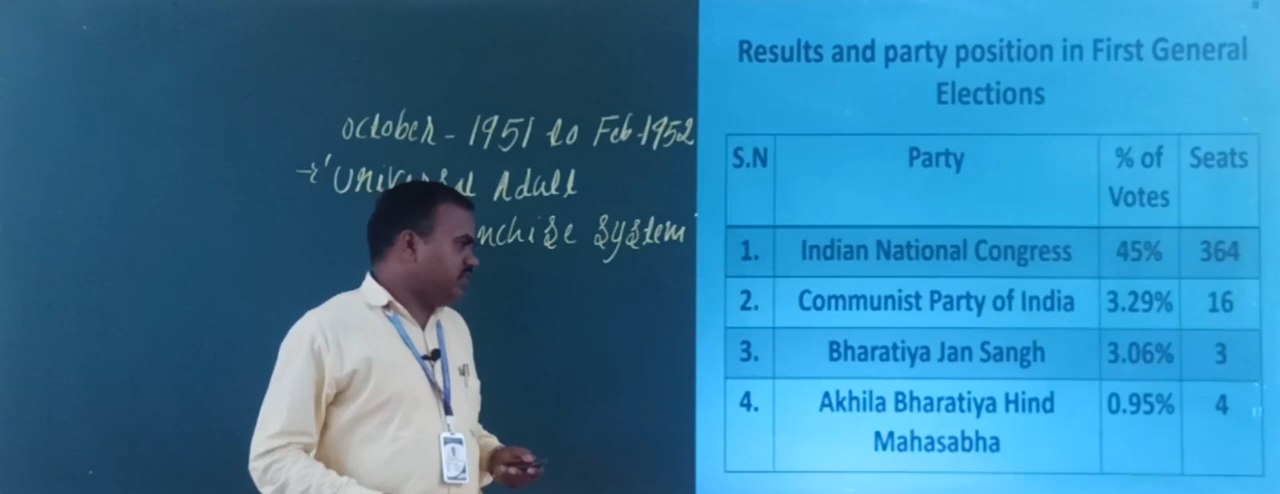 October - 1951 to Feb-1952
→ 'Universal Adult
nchise System
Results and party position in First General
Elections
S.N Party % of Votes Seats
1. Indian National Congress 45% 364
2. Communist Party of India 3.29% 16
3. Bharatiya Jan Sangh 3.06% 3
4. Akhila Bharatiya Hind Mahasabha 0.95% 4